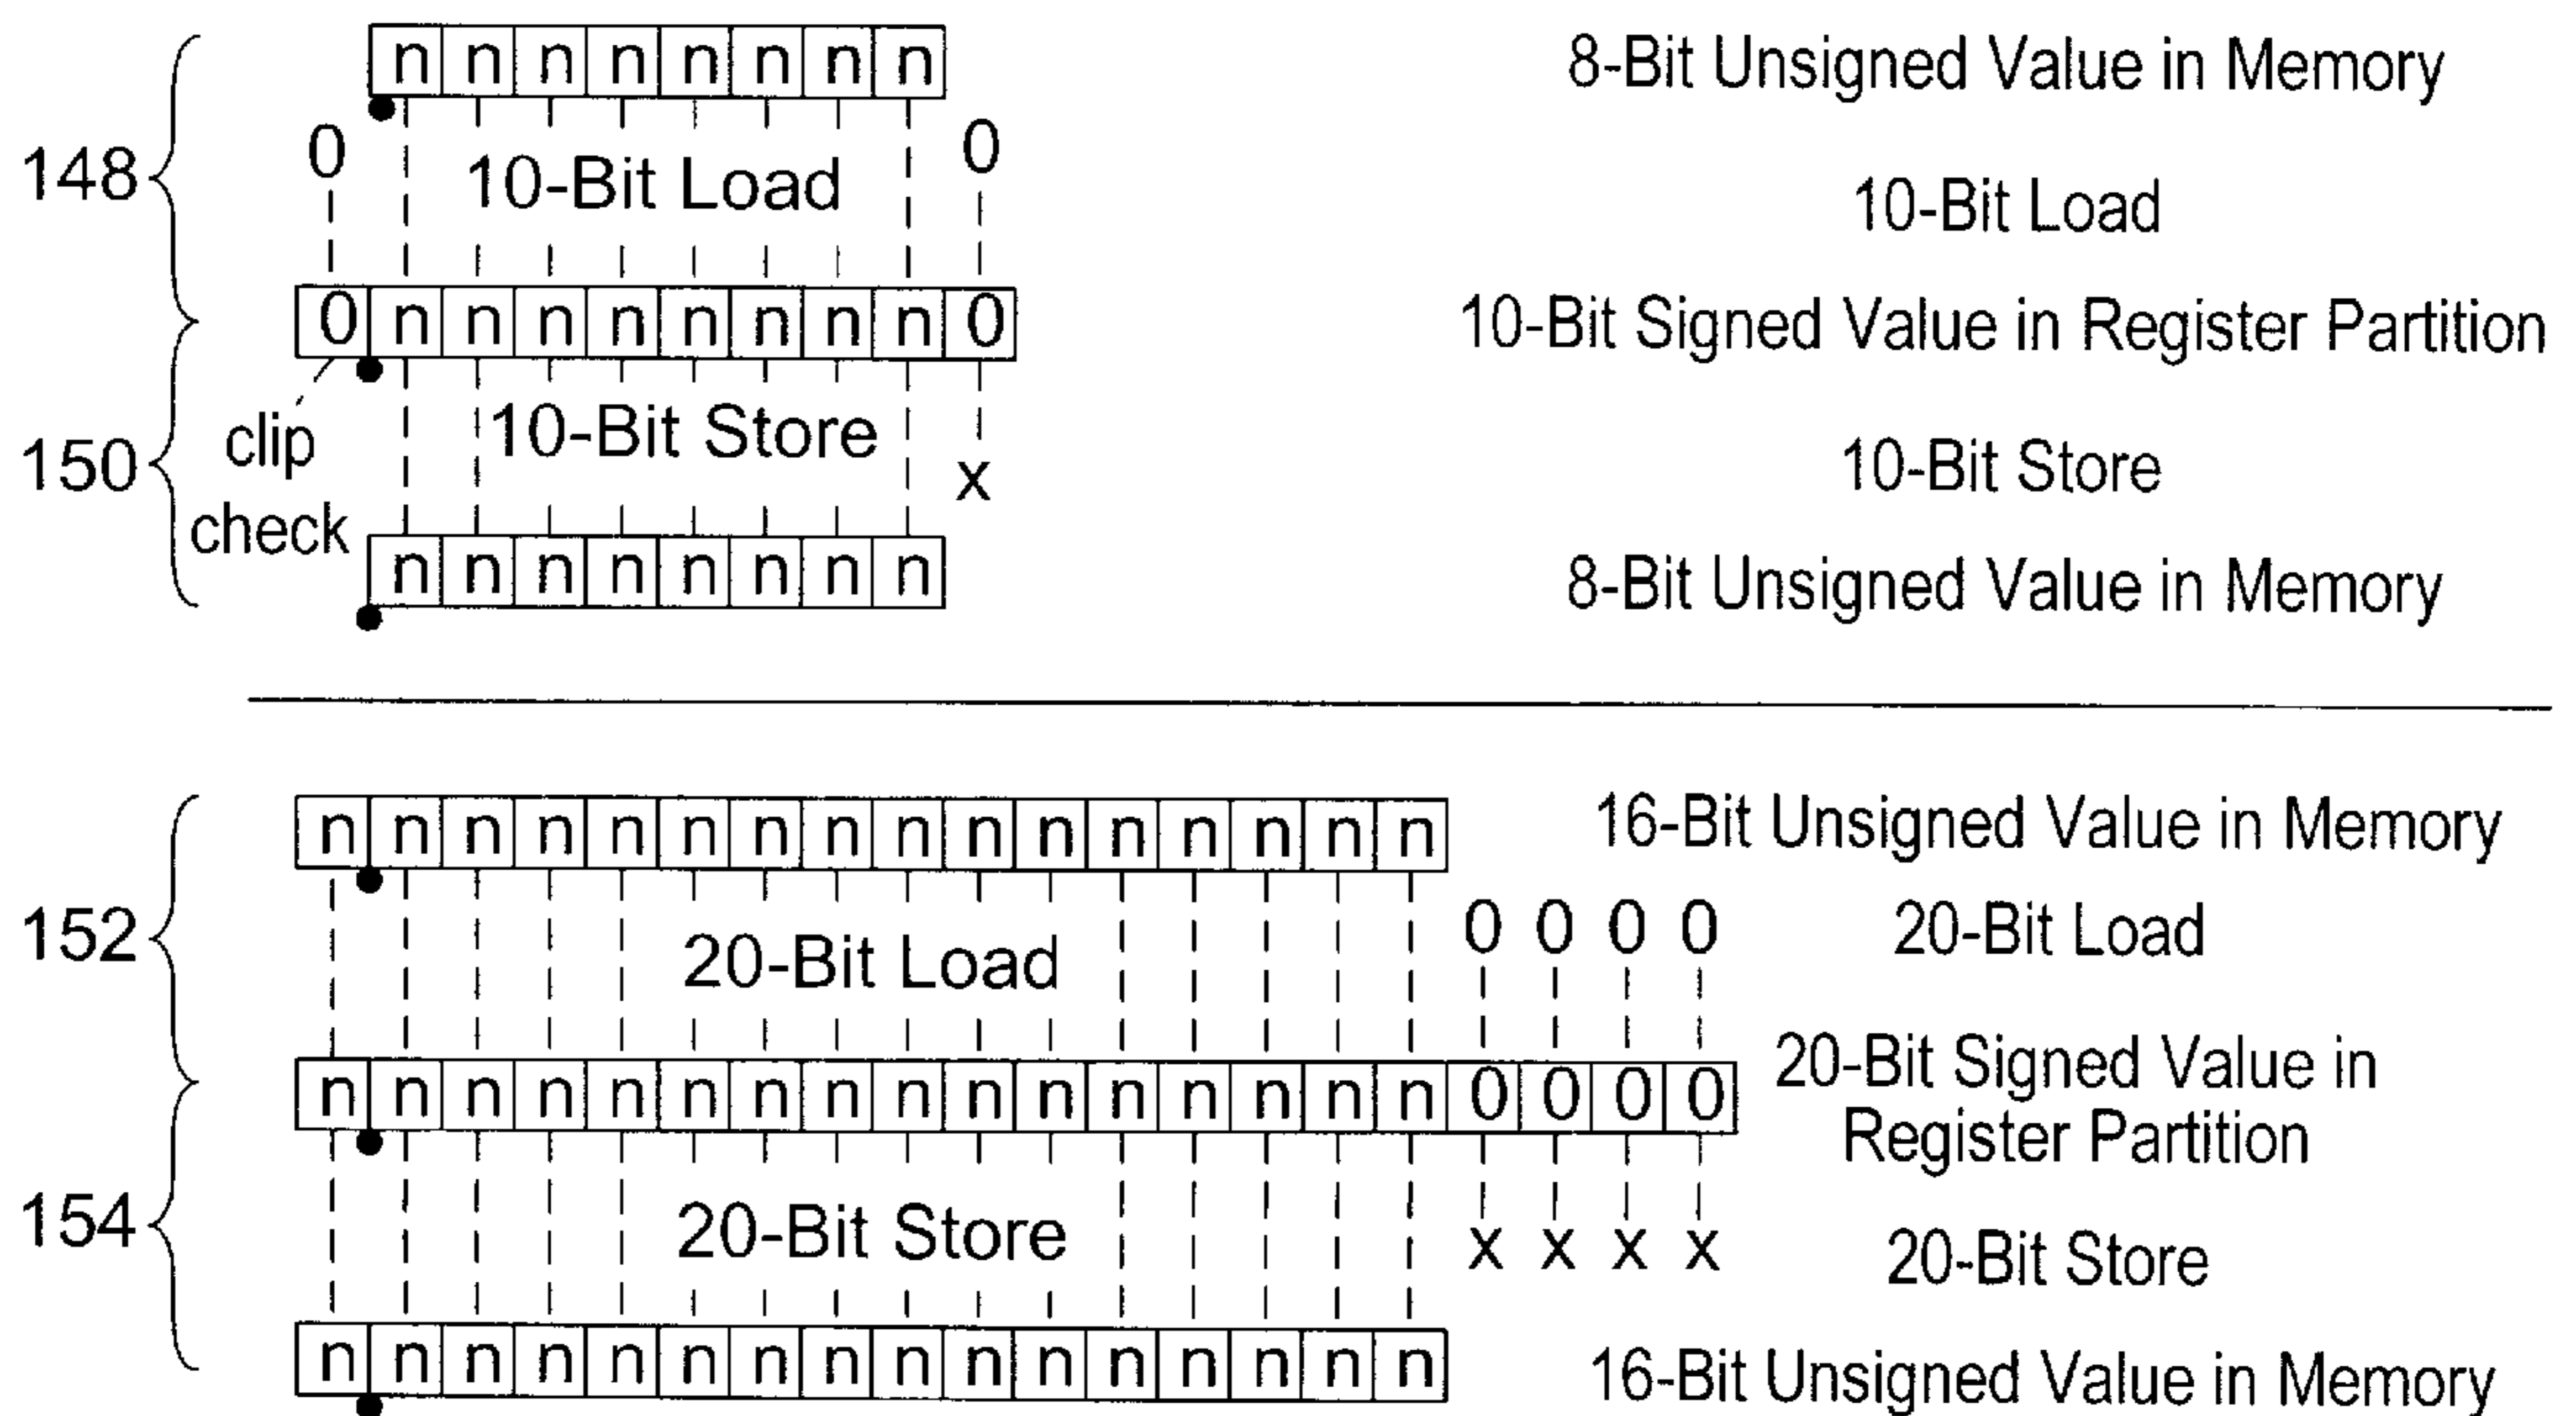 n n n n n n n n 8-Bit Unsigned Value in Memory
148 0 10-Bit Load 0 10-Bit Load
0 n n n n n n n n 0 10-Bit Signed Value in Register Partition
150 clip 10-Bit Store x 10-Bit Store
check
n n n n n n n n 8-Bit Unsigned Value in Memory
n n n n n n n n n n n n n n n n 16-Bit Unsigned Value in Memory
152 20-Bit Load 0 0 0 0 20-Bit Load
n n n n n n n n n n n n n n n n 0 0 0 0 20-Bit Signed Value in
Register Partition
154 20-Bit Store x x x x 20-Bit Store
n n n n n n n n n n n n n n n n 16-Bit Unsigned Value in Memory